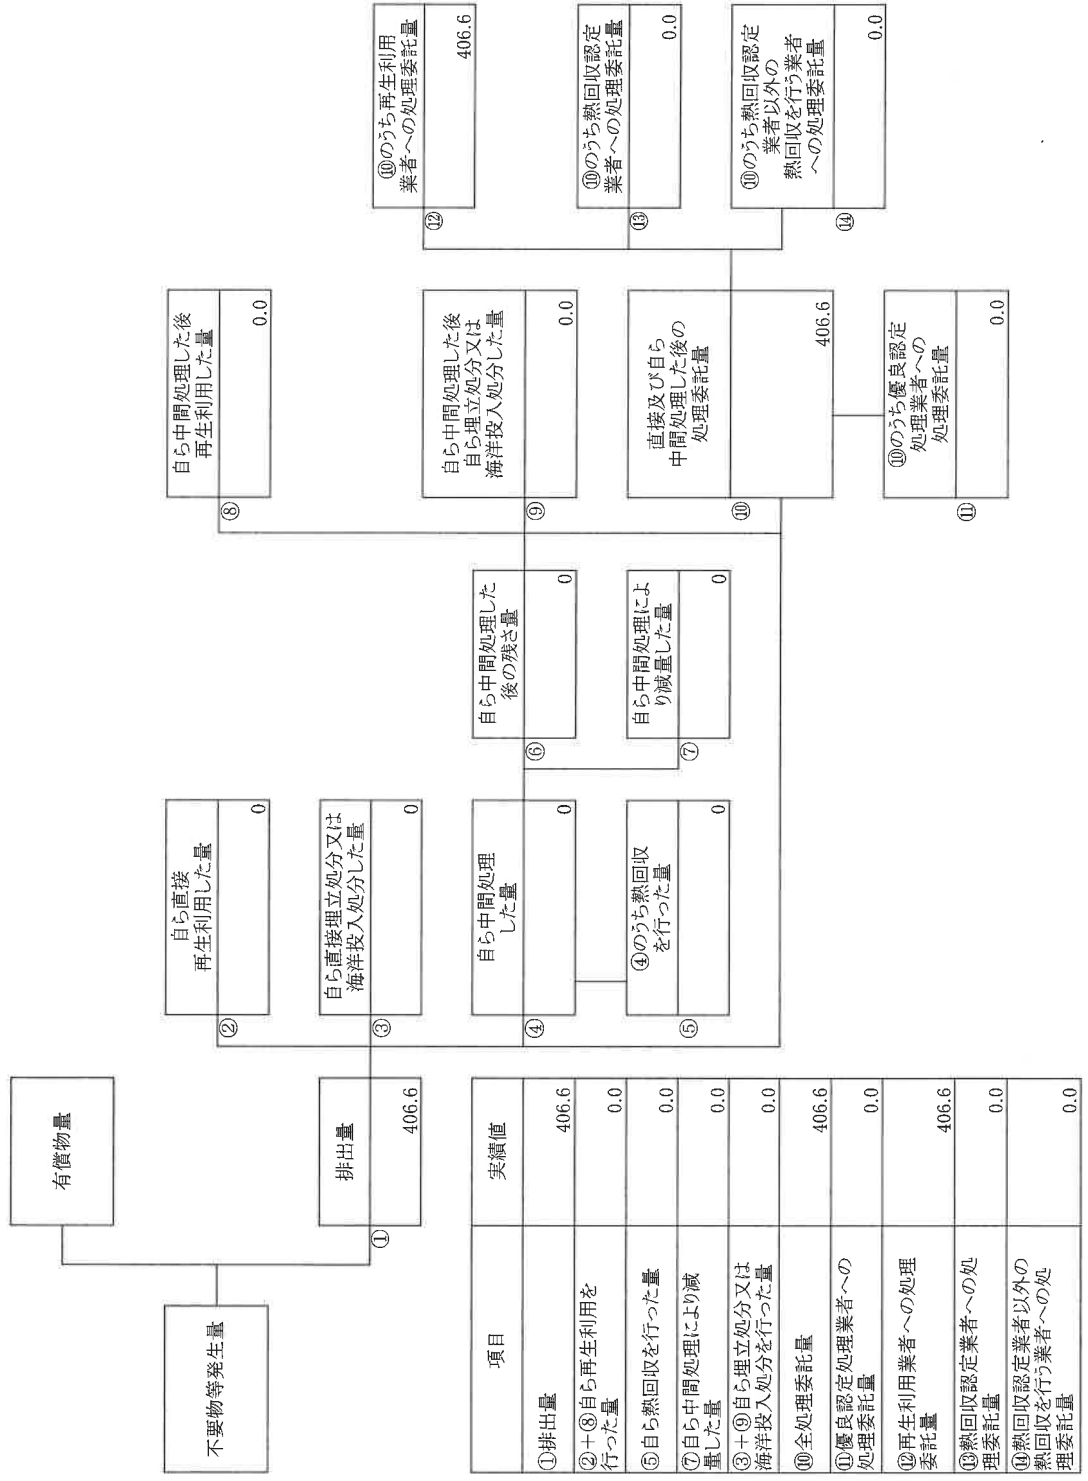 不要物等発生量
有償物量
①
排出量
406.6
②
自ら直接
再生利用した量
0
③
自ら直接埋立処分又は
海洋投入処分した量
0
④
自ら中間処理
した量
0
⑤
④のうち熱回収
を行った量
0
⑥
自ら中間処理した
後の残さ量
0
⑦
自ら中間処理によ
り減量した量
0
⑧
自ら中間処理した後
再生利用した量
0.0
⑨
自ら中間処理した後
自ら埋立処分又は
海洋投入処分した量
0.0
⑩
直接及び自ら
中間処理した後の
処理委託量
406.6
⑪
⑩のうち優良認定
処理業者への
処理委託量
0.0
⑫
⑩のうち再生利用
業者への処理委託量
406.6
⑬
⑩のうち熱回収認定
業者への処理委託量
0.0
⑭
⑩のうち熱回収認定
業者以外の
熱回収を行う業者
への処理委託量
0.0
項目 実績値
①排出量 406.6
②+⑧自ら再生利用を
行った量 0.0
⑤自ら熱回収を行った量 0.0
⑦自ら中間処理により減
量した量 0.0
③+⑨自ら埋立処分又は
海洋投入処分を行った量 0.0
⑩全処理委託量 406.6
⑪優良認定処理業者への
処理委託量 0.0
⑫再生利用業者への処理
委託量 406.6
⑬熱回収認定業者への処
理委託量 0.0
⑭熱回収認定業者以外の
熱回収を行う業者への処
理委託量 0.0